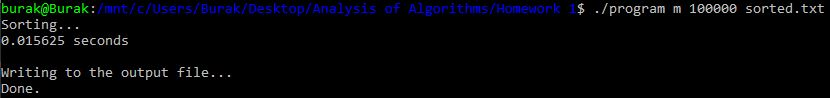 burak@Burak:/mnt/c/Users/Burak/Desktop/Analysis of Algorithms/Homework 1$ ./program m 100000 sorted.txt
Sorting...
0.015625 seconds
Writing to the output file...
Done.